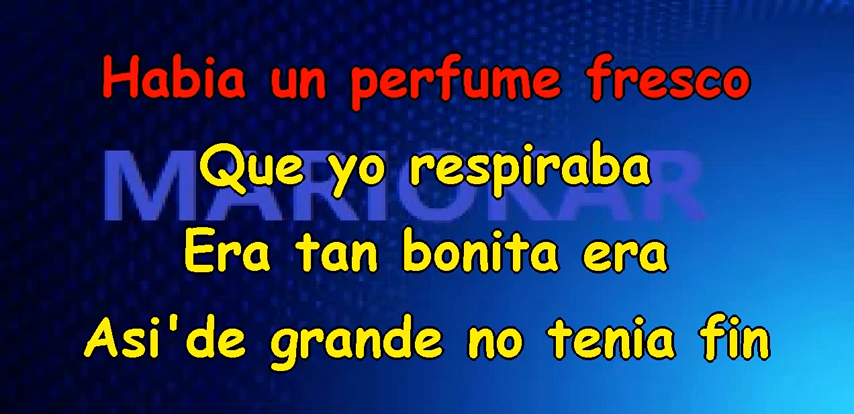 Habia un perfume fresco
Que yo respiraba
MARIOKAR
Era tan bonita era
Asi'de grande no tenia fin